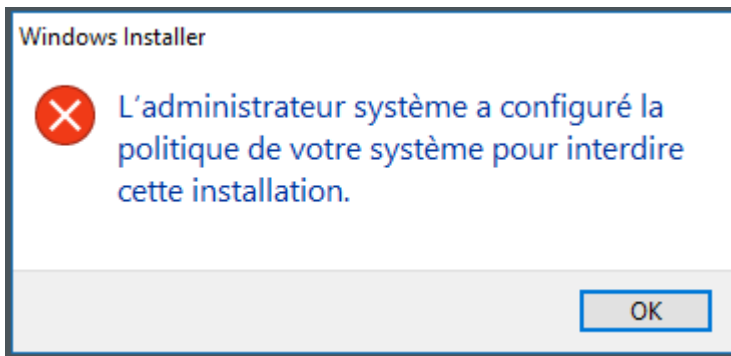 Windows Installer
L'administrateur système a configuré la
politique de votre système pour interdire
cette installation.
OK